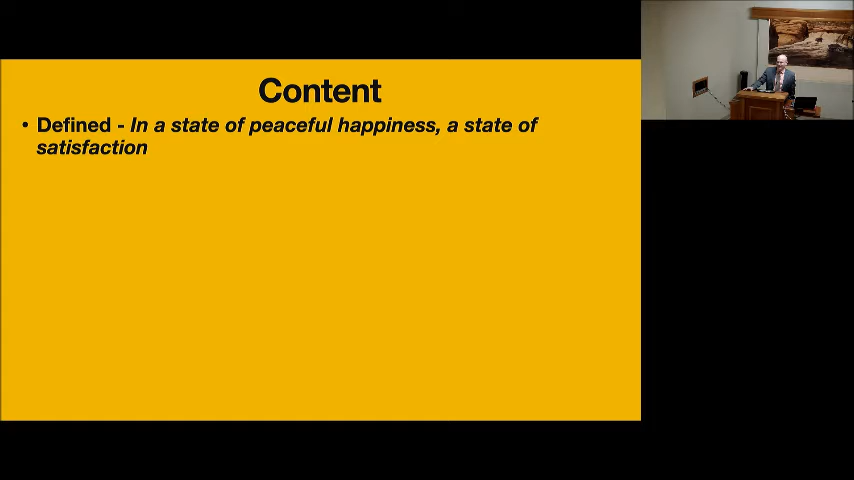 Content
• Defined - In a state of peaceful happiness, a state of
satisfaction